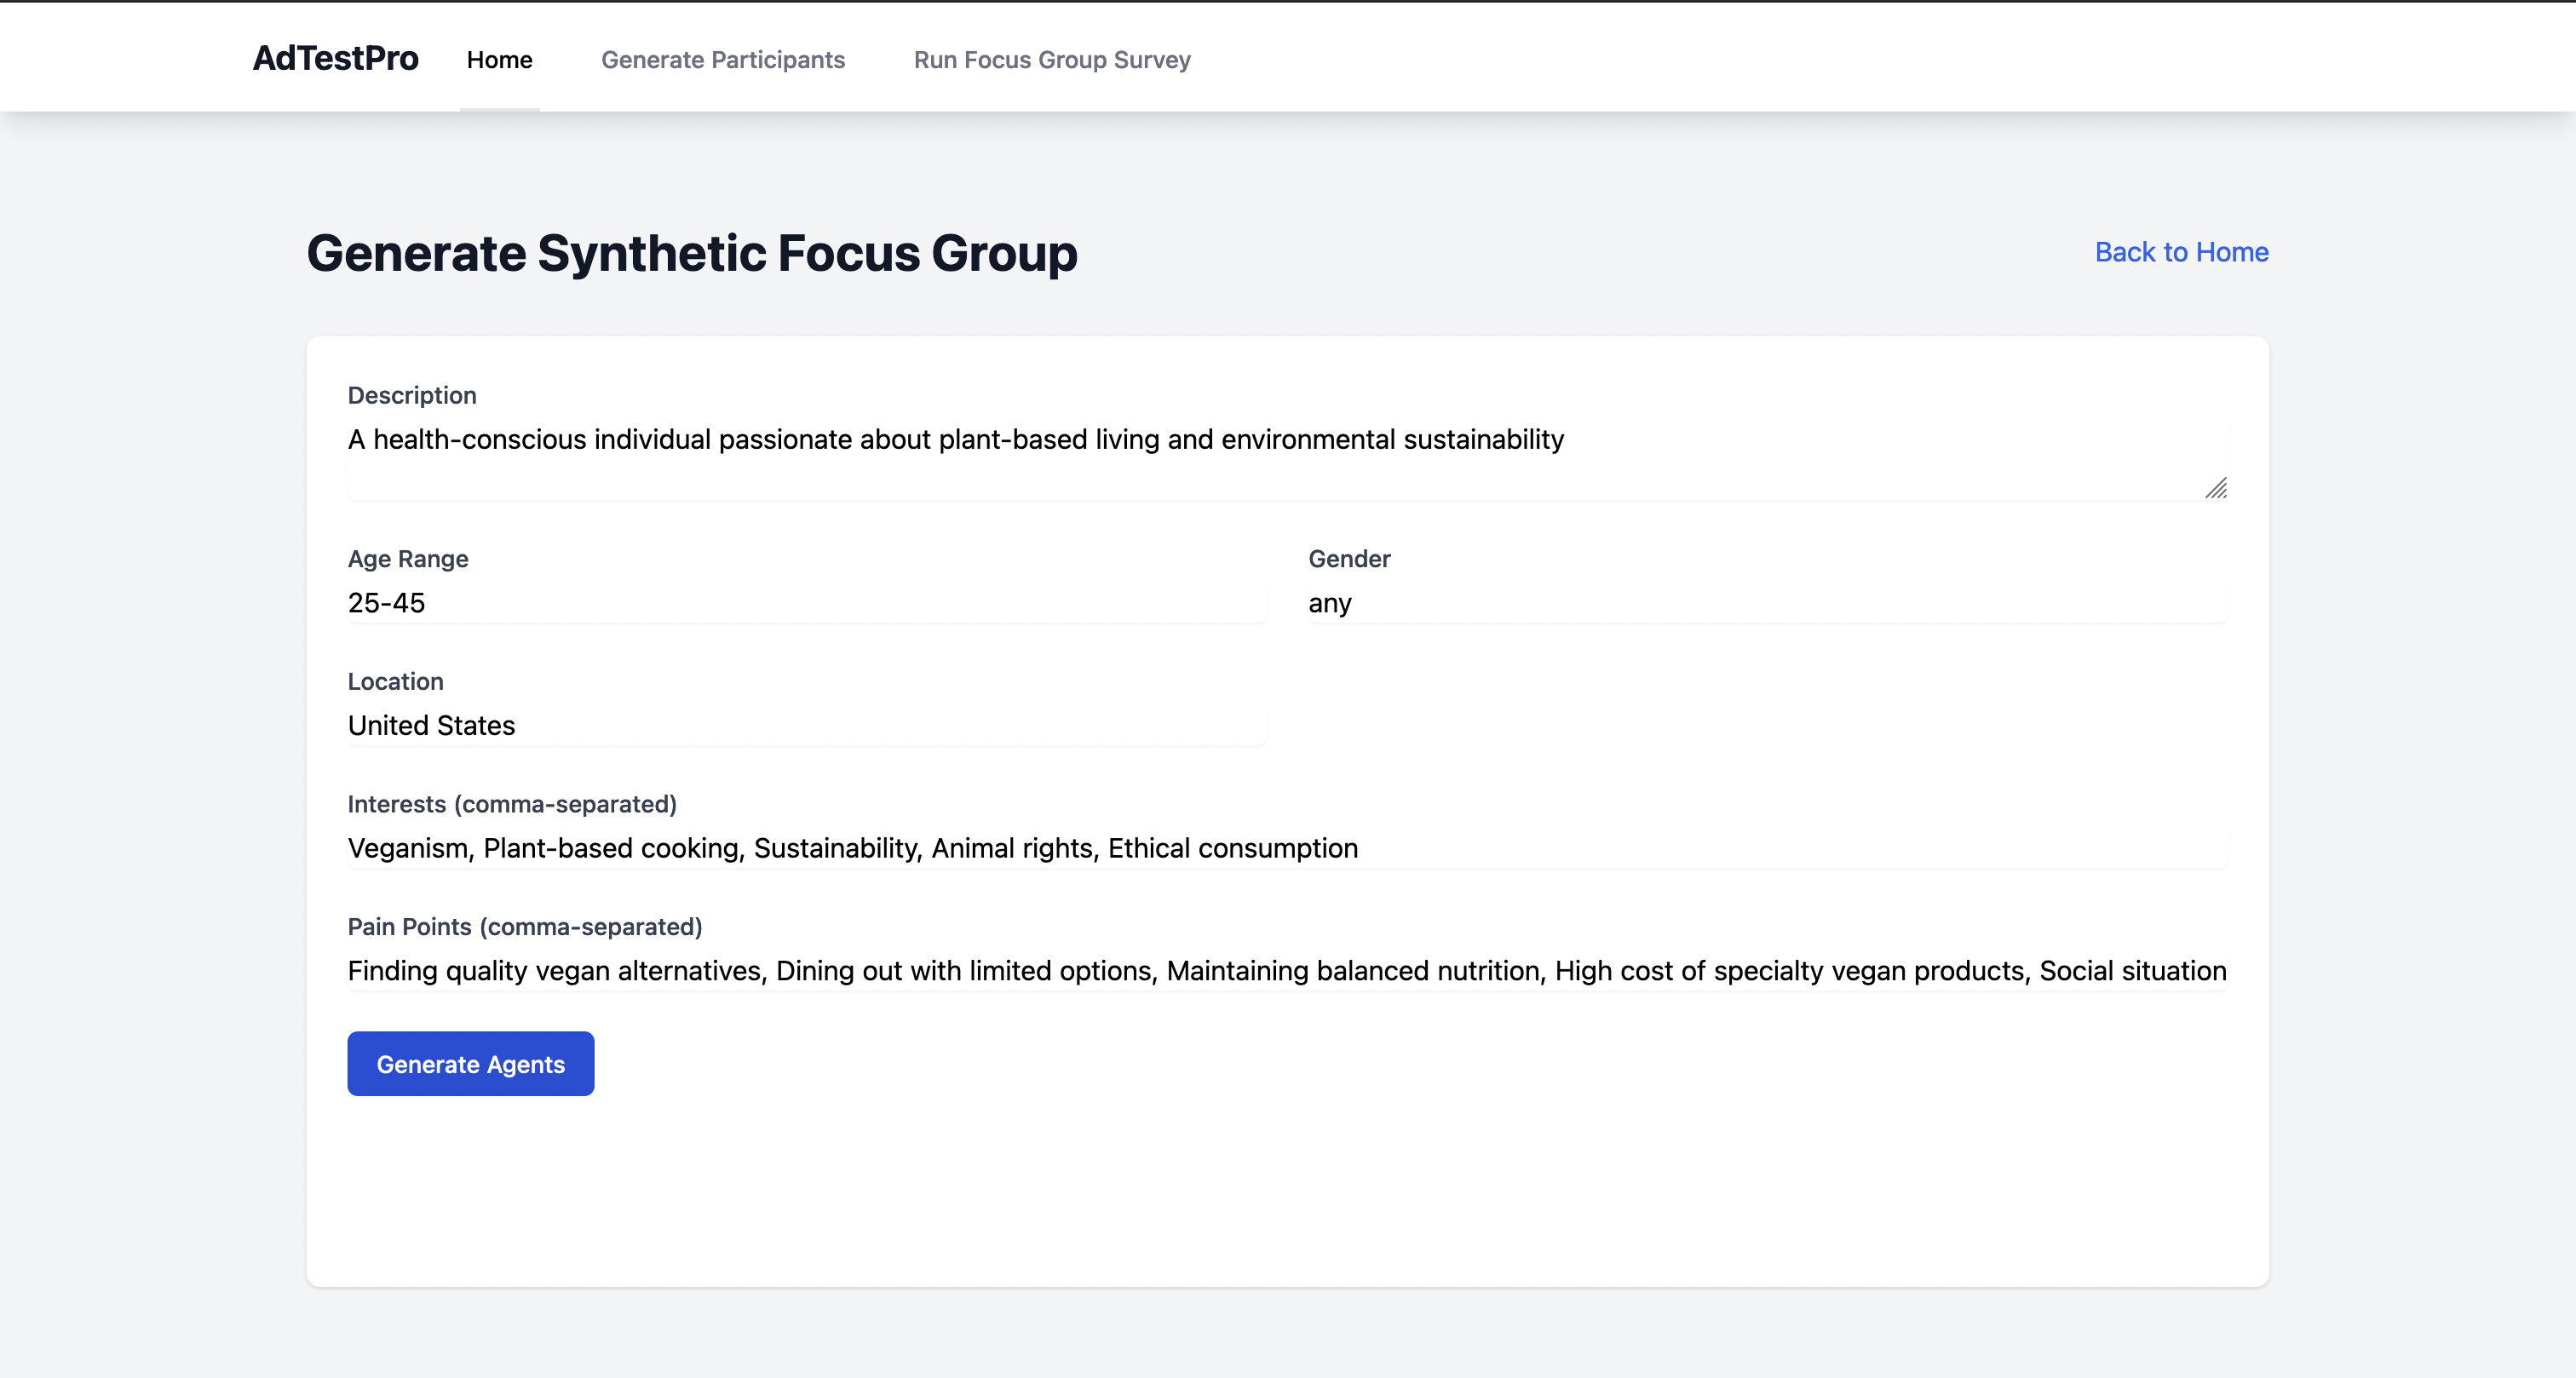 AdTestPro Home Generate Participants Run Focus Group Survey
Generate Synthetic Focus Group Back to Home
Description
A health-conscious individual passionate about plant-based living and environmental sustainability
Age Range Gender
25-45 any
Location
United States
Interests (comma-separated)
Veganism, Plant-based cooking, Sustainability, Animal rights, Ethical consumption
Pain Points (comma-separated)
Finding quality vegan alternatives, Dining out with limited options, Maintaining balanced nutrition, High cost of specialty vegan products, Social situation
Generate Agents